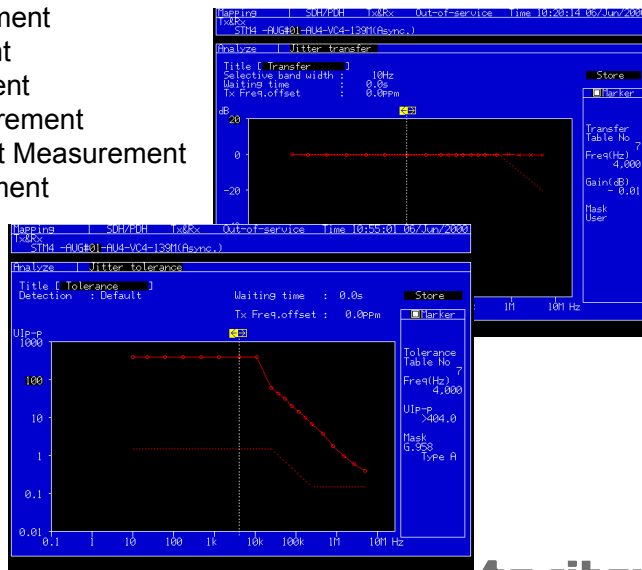 ment
nt
ent
rement
t Measurement
ment
Mapping | SDH/PDH Tx&Rx Out-of-service Time 10:20:14 06/Jun/2000
Tx&Rx
STM4 -AUG#01-AU4-VC4-139M(Async.)
Analyze | Jitter transfer
Title [ Transfer ]
Selective band width : 10Hz
Waiting time : 0.0s
Tx Freq.offset : 0.0ppm
Store
Marker
dB
20
0
-20
-40
1M 10M Hz
Transfer
Table No
7
Freq(Hz)
4,000
Gain(dB)
- 0.01
Mask
User
Mapping | SDH/PDH Tx&Rx Out-of-service Time 10:55:01 06/Jun/2000
Tx&Rx
STM4 -AUG#01-AU4-VC4-139M(Async.)
Analyze | Jitter tolerance
Title [ Tolerance ]
Detection : Default Waiting time : 0.0s Store
Tx Freq.offset : 0.0ppm
Marker
UIp-p
1000
100
10
1
0.1
0.01
0.1 1 10 100 1k 10k 100k 1M 10M Hz
Tolerance
Table No
7
Freq(Hz)
4,000
UIp-p
>404.0
Mask
G.958
Type A